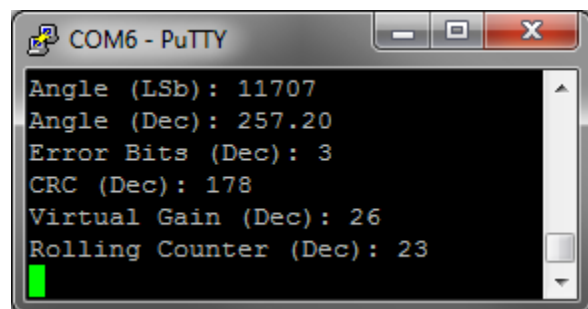 COM6 - PuTTY
Angle (LSb): 11707
Angle (Dec): 257.20
Error Bits (Dec): 3
CRC (Dec): 178
Virtual Gain (Dec): 26
Rolling Counter (Dec): 23